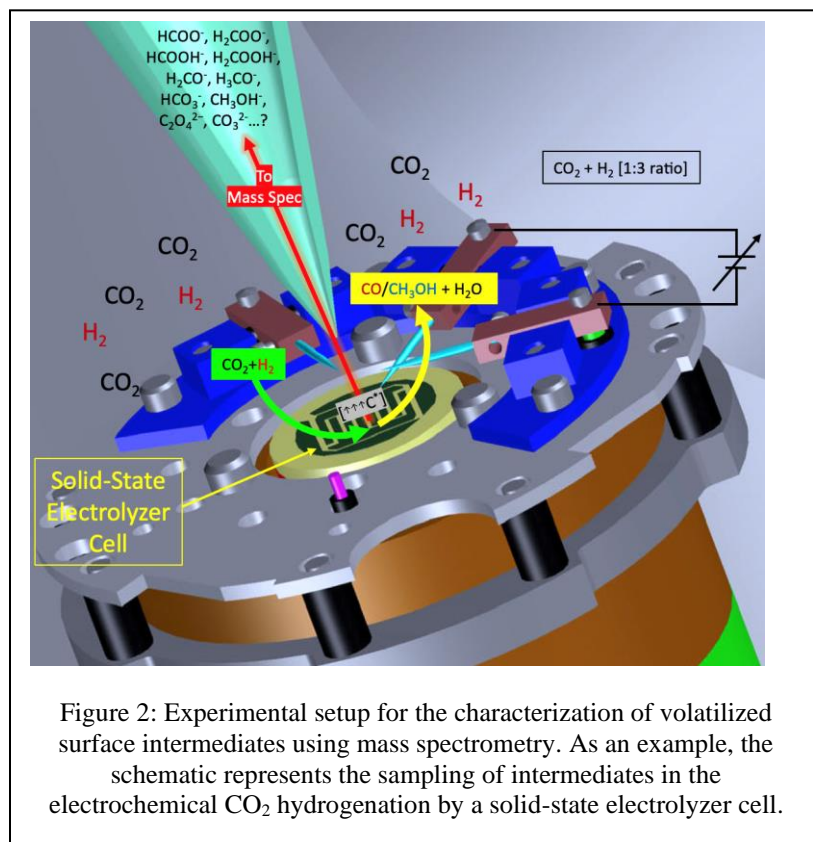 HCOO⁻, H₂COO⁻,
HCOOH⁻, H₂COOH⁻,
H₂CO⁻, H₃CO⁻,
HCO₃⁻, CH₃OH⁻,
C₂O₄²⁻, CO₃²⁻...?
To
Mass Spec
CO₂
H₂
CO₂ + H₂ [1:3 ratio]
H₂
CO₂
CO₂
CO₂
H₂
H₂
CO₂
CO/CH₃OH + H₂O
CO₂+H₂
[↑↑↑C*]
Solid-State
Electrolyzer
Cell
Figure 2: Experimental setup for the characterization of volatilized
surface intermediates using mass spectrometry. As an example, the
schematic represents the sampling of intermediates in the
electrochemical CO₂ hydrogenation by a solid-state electrolyzer cell.